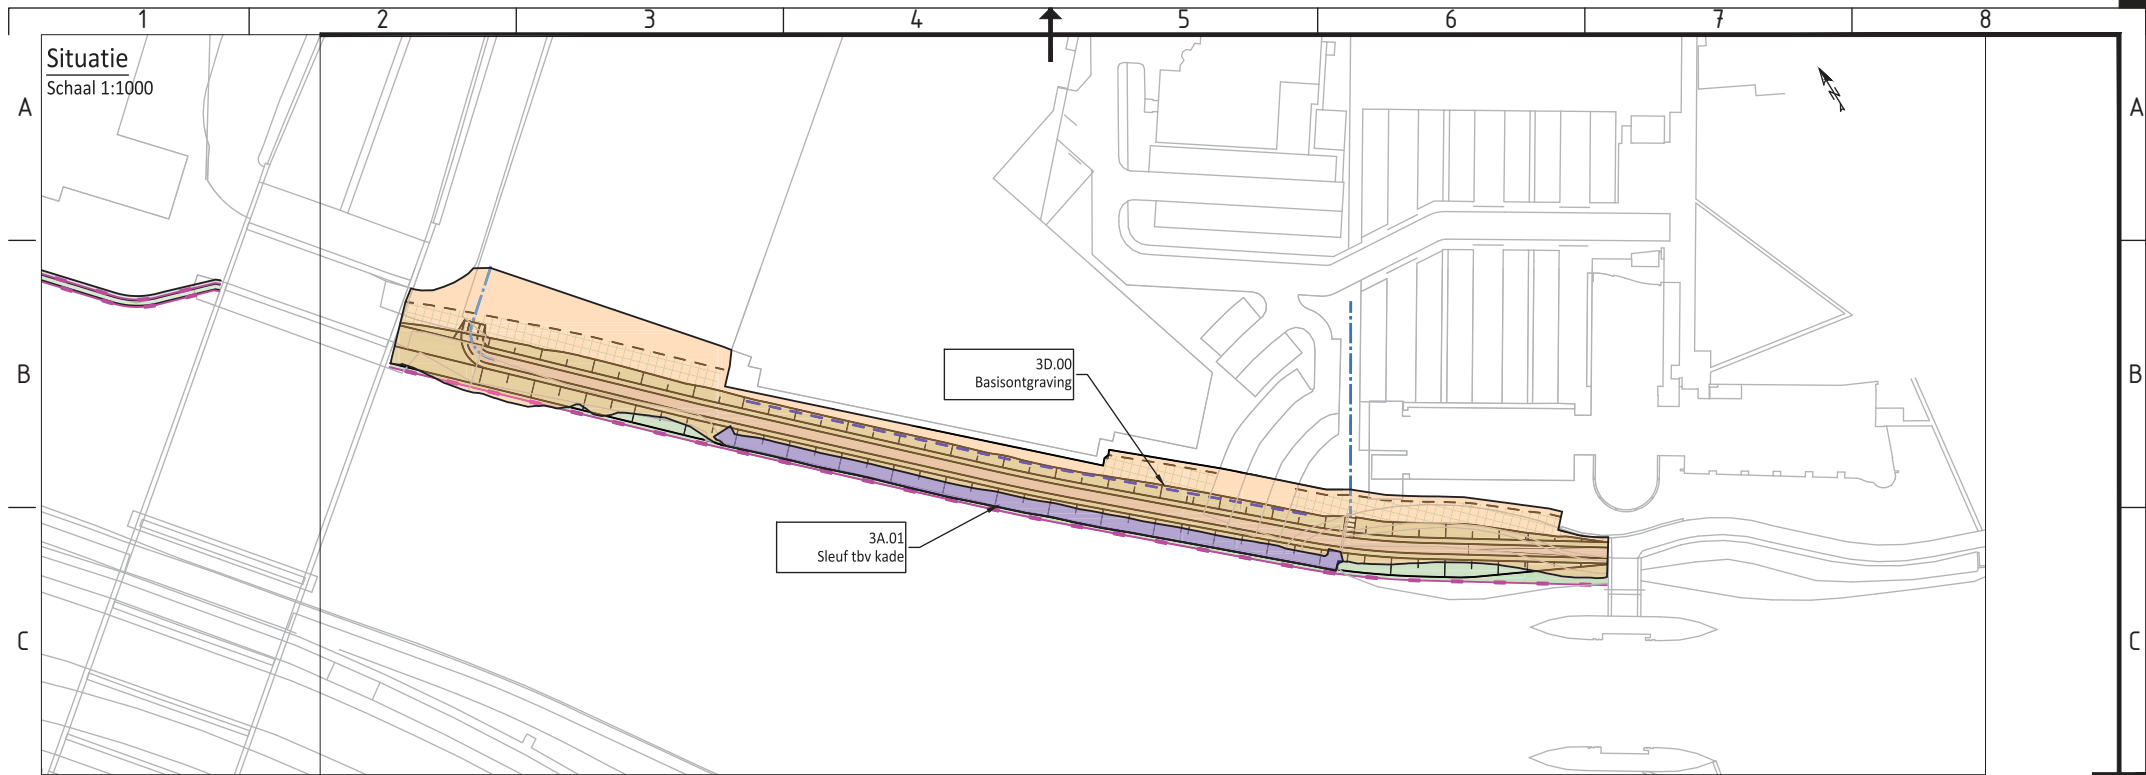 1 2 3 4 5 6 7 8
Situatie
Schaal 1:1000
A A
N
B B
3D.00
Basisontgraving
3A.01
Sleuf tbv kade
C C